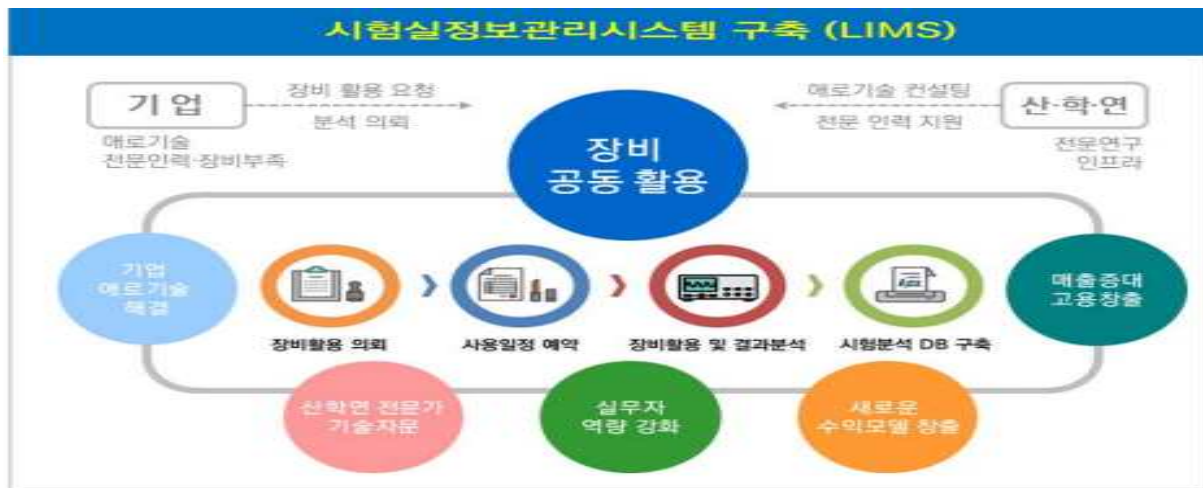 시험실정보관리시스템 구축 (LIMS)
기 업
장비 활용 요청
분석 의뢰
애로기술
전문인력·장비부족
장비
공동 활용
애로기술 컨설팅
전문 인력 지원
산·학·연
전문연구
인프라
기업
애로기술
해결
장비활용 의뢰
사용일정 예약
장비활용 및 결과분석
시험분석 DB 구축
매출증대
고용창출
산학연 전문가
기술자문
실무자
역량 강화
새로운
수익모델 창출